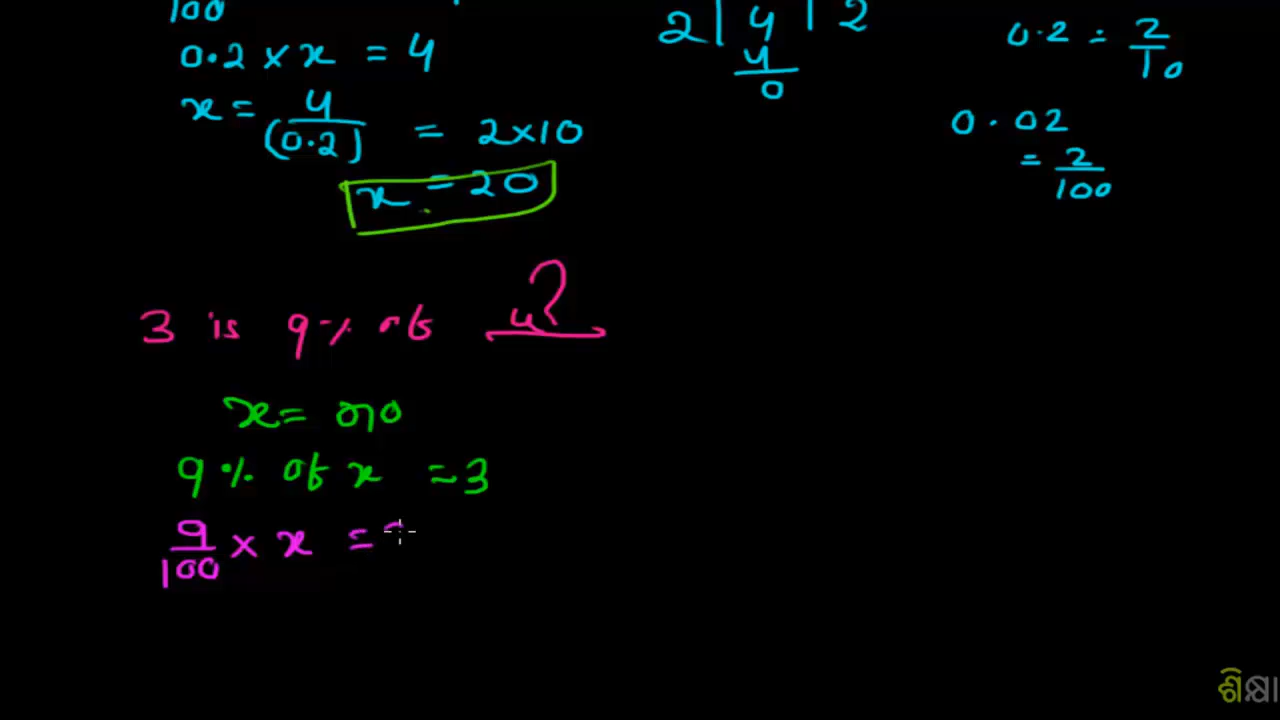 100
0.2 × x = 4
x = 4/(0.2) = 2×10
x = 20
3 is 9% of ?
x =
9% of x = 3
9/100 × x =
2 | 4 | 2
4
0
0.2 = 2/10
0.02
= 2/100
ଶିକ୍ଷା